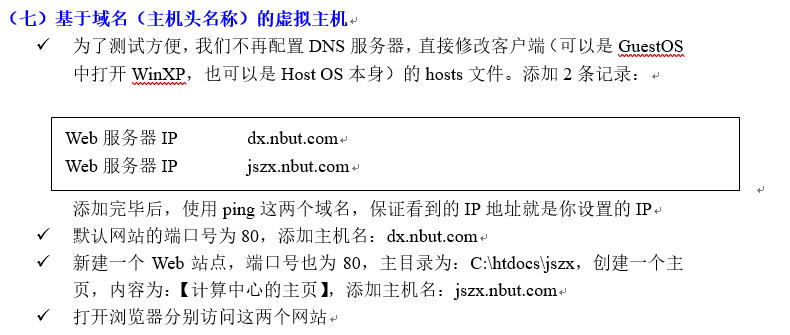 （七）基于域名（主机头名称）的虚拟主机
✓ 为了测试方便，我们不再配置 DNS 服务器，直接修改客户端（可以是 GuestOS
中打开 WinXP，也可以是 Host OS 本身）的 hosts 文件。添加 2 条记录：
Web 服务器 IP dx.nbut.com
Web 服务器 IP jszx.nbut.com
添加完毕后，使用 ping 这两个域名，保证看到的 IP 地址就是你设置的 IP
✓ 默认网站的端口号为 80，添加主机名：dx.nbut.com
✓ 新建一个 Web 站点，端口号也为 80，主目录为：C:\htdocs\jszx，创建一个主
页，内容为：【计算中心的主页】，添加主机名：jszx.nbut.com
✓ 打开浏览器分别访问这两个网站